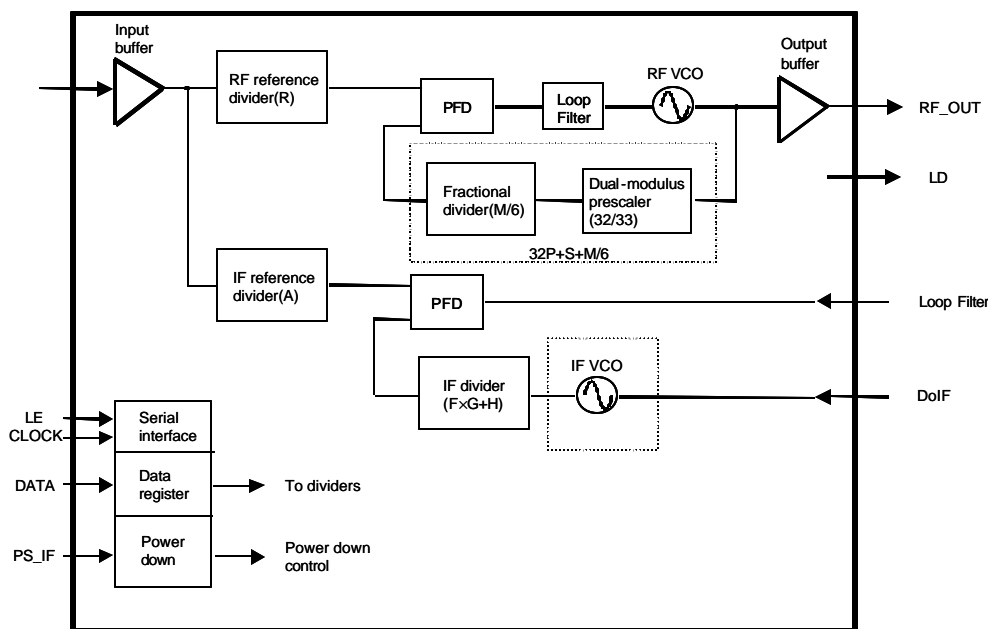 Input
buffer
RF reference
divider(R)
PFD
Loop
Filter
RF VCO
Output
buffer
RF_OUT
LD
Fractional
divider(M/6)
Dual-modulus
prescaler
(32/33)
32P+S+M/6
IF reference
divider(A)
PFD
Loop Filter
IF divider
(F×G+H)
IF VCO
DoIF
LE
CLOCK
Serial
interface
DATA
Data
register
To dividers
PS_IF
Power
down
Power down
control